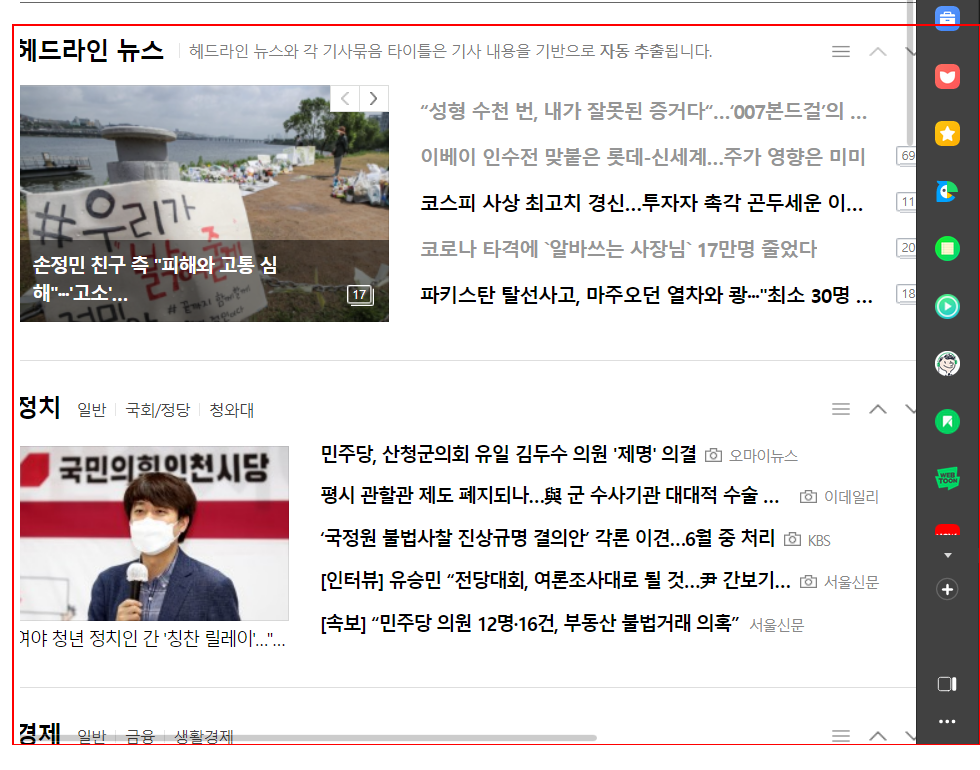 헤드라인 뉴스 헤드라인 뉴스와 각 기사묶음 타이틀은 기사 내용을 기반으로 자동 추출됩니다.
#우리가
손정민 친구 측 "피해와 고통 심
해"…'고소'...
17
“성형 수천 번, 내가 잘못된 증거다“…‘007본드걸’의 ...
이베이 인수전 맞붙은 롯데-신세계…주가 영향은 미미 69
코스피 사상 최고치 경신…투자자 촉각 곤두세운 이... 11
코로나 타격에 `알바쓰는 사장님` 17만명 줄었다 20
파키스탄 탈선사고, 마주오던 열차와 쾅…"최소 30명 ... 18
정치 일반 국회/정당 청와대
국민의힘인천시당
여야 청년 정치인 간 '칭찬 릴레이'…"...
민주당, 산청군의회 유일 김두수 의원 '제명' 의결 오마이뉴스
평시 관할관 제도 폐지되나…與 군 수사기관 대대적 수술 ... 이데일리
‘국정원 불법사찰 진상규명 결의안’ 각론 이견…6월 중 처리 KBS
[인터뷰] 유승민 “전당대회, 여론조사대로 될 것…尹 간보기... 서울신문
[속보] “민주당 의원 12명·16건, 부동산 불법거래 의혹” 서울신문
경제 일반 금융 생활경제
WEB
TOON